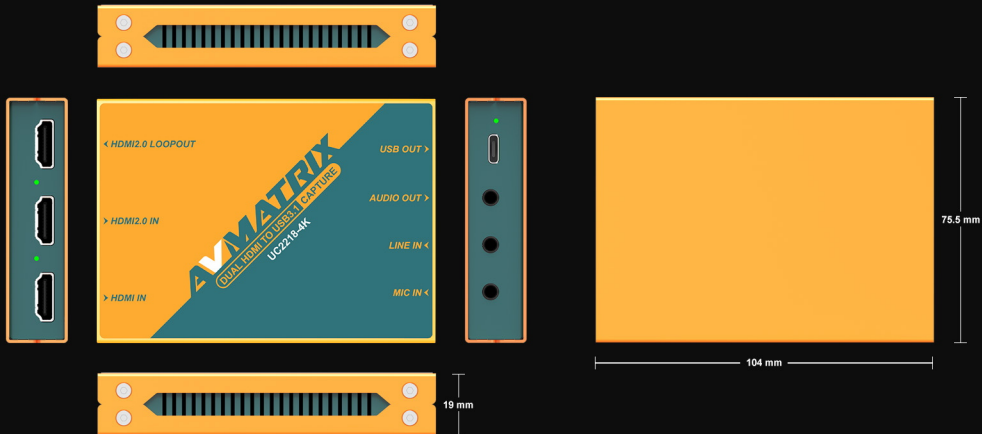 < HDMI2.0 LOOPOUT
> HDMI2.0 IN
> HDMI IN
AVMATRIX
DUAL HDMI TO USB3.1 CAPTURE
UC2218-4K
USB OUT >
AUDIO OUT >
LINE IN <
MIC IN <
75.5 mm
104 mm
19 mm